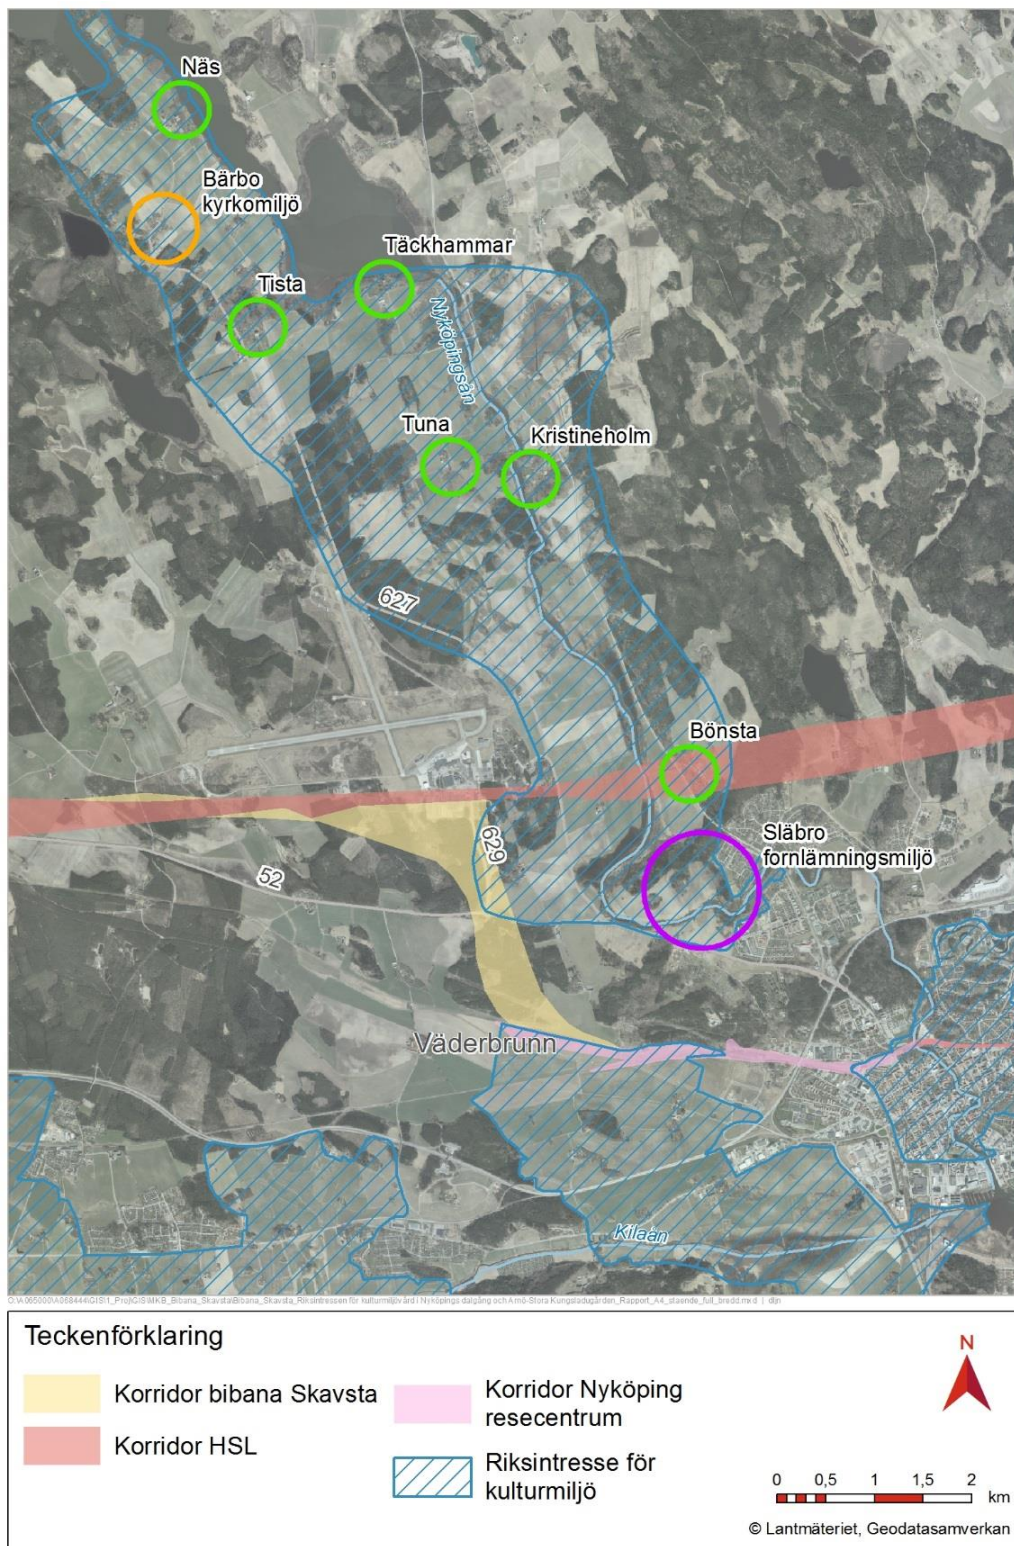 Näs
Bärbo
kyrkomiljö
Täckhammar
Tista
Nyköpingsån
Tuna
Kristineholm
627
Bönsta
Släbro
fornlämningsmiljö
629
52
Väderbrunn
Kilaån
Teckenförklaring
Korridor bibana Skavsta
Korridor HSL
Korridor Nyköping
resecentrum
Riksintresse för
kulturmiljö
N
0 0,5 1 1,5 2
km
© Lantmäteriet, Geodatasamverkan